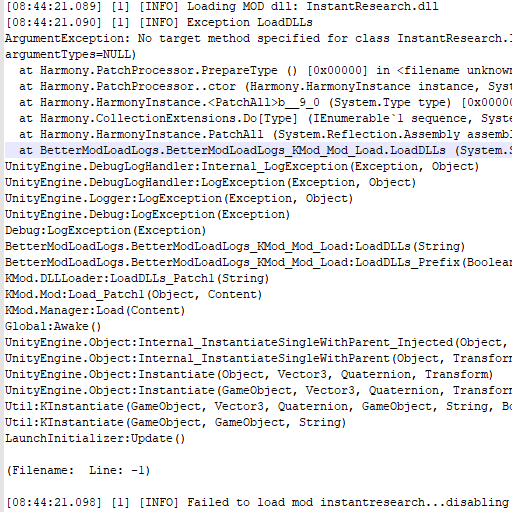 [08:44:21.089] [1] [INFO] Loading MOD dll: InstantResearch.dll
[08:44:21.090] [1] [INFO] Exception LoadDLLs
ArgumentException: No target method specified for class InstantResearch.
argumentTypes=NULL)
at Harmony.PatchProcessor.PrepareType () [0x00000] in <filename unknown
at Harmony.PatchProcessor..ctor (Harmony.HarmonyInstance instance, Syst
at Harmony.HarmonyInstance.<PatchAll>b__9_0 (System.Type type) [0x00000
at Harmony.CollectionExtensions.Do[Type] (IEnumerable`1 sequence, Syste
at Harmony.HarmonyInstance.PatchAll (System.Reflection.Assembly assembl
at BetterModLoadLogs.BetterModLoadLogs_KMod_Mod_Load.LoadDLLs (System.S
UnityEngine.DebugLogHandler:Internal_LogException(Exception, Object)
UnityEngine.DebugLogHandler:LogException(Exception, Object)
UnityEngine.Logger:LogException(Exception, Object)
UnityEngine.Debug:LogException(Exception)
Debug:LogException(Exception)
BetterModLoadLogs.BetterModLoadLogs_KMod_Mod_Load:LoadDLLs(String)
BetterModLoadLogs.BetterModLoadLogs_KMod_Mod_Load:LoadDLLs_Prefix(Boolean
KMod.DLLLoader:LoadDLLs_Patch1(String)
KMod.Mod:Load_Patch1(Object, Content)
KMod.Manager:Load(Content)
Global:Awake()
UnityEngine.Object:Internal_InstantiateSingleWithParent_Injected(Object,
UnityEngine.Object:Internal_InstantiateSingleWithParent(Object, Transform
UnityEngine.Object:Instantiate(Object, Vector3, Quaternion, Transform)
UnityEngine.Object:Instantiate(GameObject, Vector3, Quaternion, Transform
Util:KInstantiate(GameObject, Vector3, Quaternion, GameObject, String, Bo
Util:KInstantiate(GameObject, GameObject, String)
LaunchInitializer:Update()
(Filename: Line: -1)
[08:44:21.098] [1] [INFO] Failed to load mod instantresearch...disabling